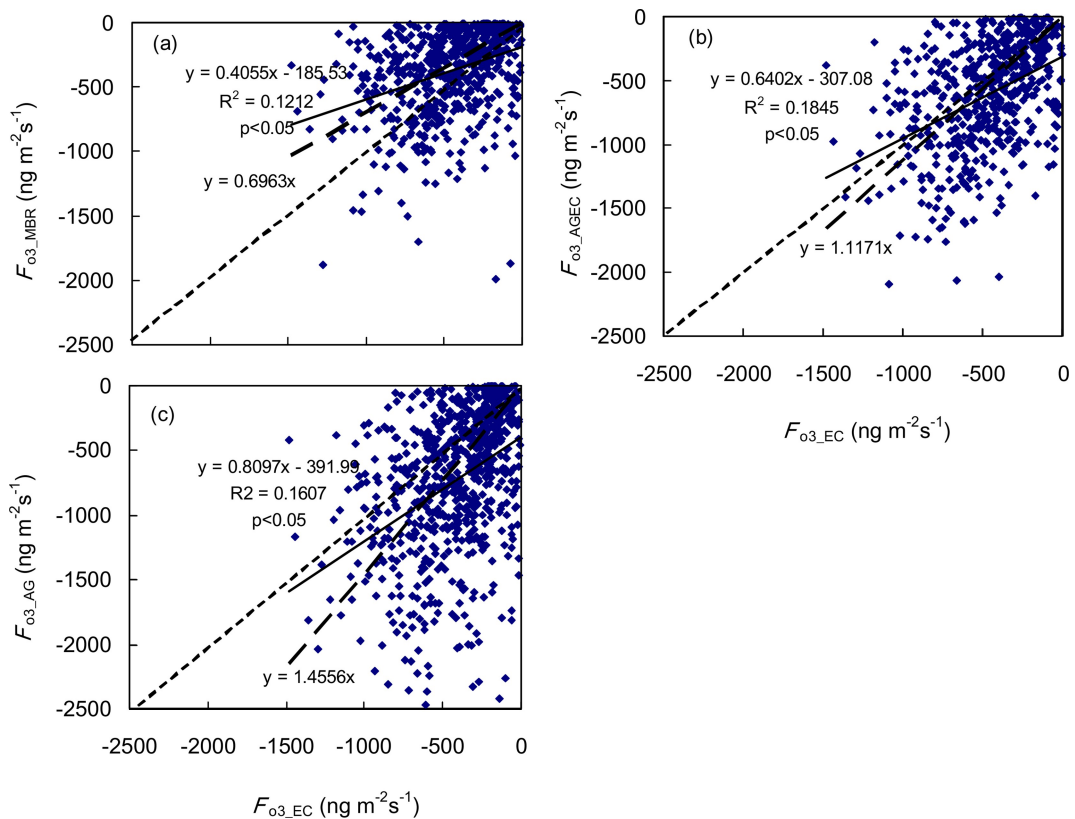 (a)
y = 0.4055x - 185.53
R² = 0.1212
p<0.05
y = 0.6963x
0
-500
-1000
-1500
-2000
-2500
Fo3_MBR (ng m⁻²s⁻¹)
(b)
y = 0.6402x - 307.08
R² = 0.1845
p<0.05
y = 1.1171x
0
-500
-1000
-1500
-2000
-2500
Fo3_AGEC (ng m⁻²s⁻¹)
-2500 -2000 -1500 -1000 -500 0
Fo3_EC (ng m⁻²s⁻¹)
(c)
y = 0.8097x - 391.99
R2 = 0.1607
p<0.05
y = 1.4556x
0
-500
-1000
-1500
-2000
-2500
Fo3_AG (ng m⁻²s⁻¹)
-2500 -2000 -1500 -1000 -500 0
Fo3_EC (ng m⁻²s⁻¹)